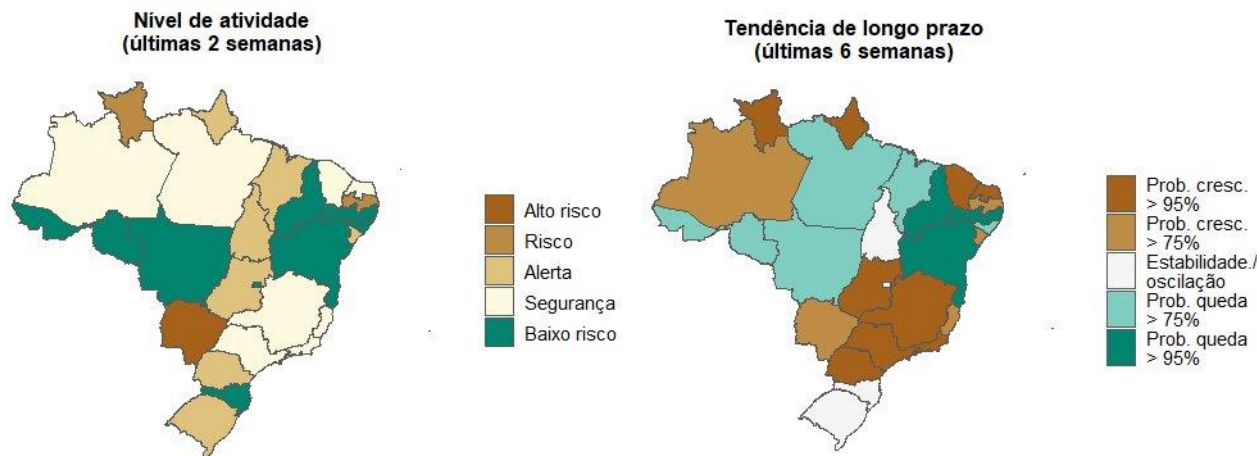 Nível de atividade
(últimas 2 semanas)
Alto risco
Risco
Alerta
Segurança
Baixo risco
Tendência de longo prazo
(últimas 6 semanas)
Prob. cresc.
> 95%
Prob. cresc.
> 75%
Estabilidade./
oscilação
Prob. queda
> 75%
Prob. queda
> 95%